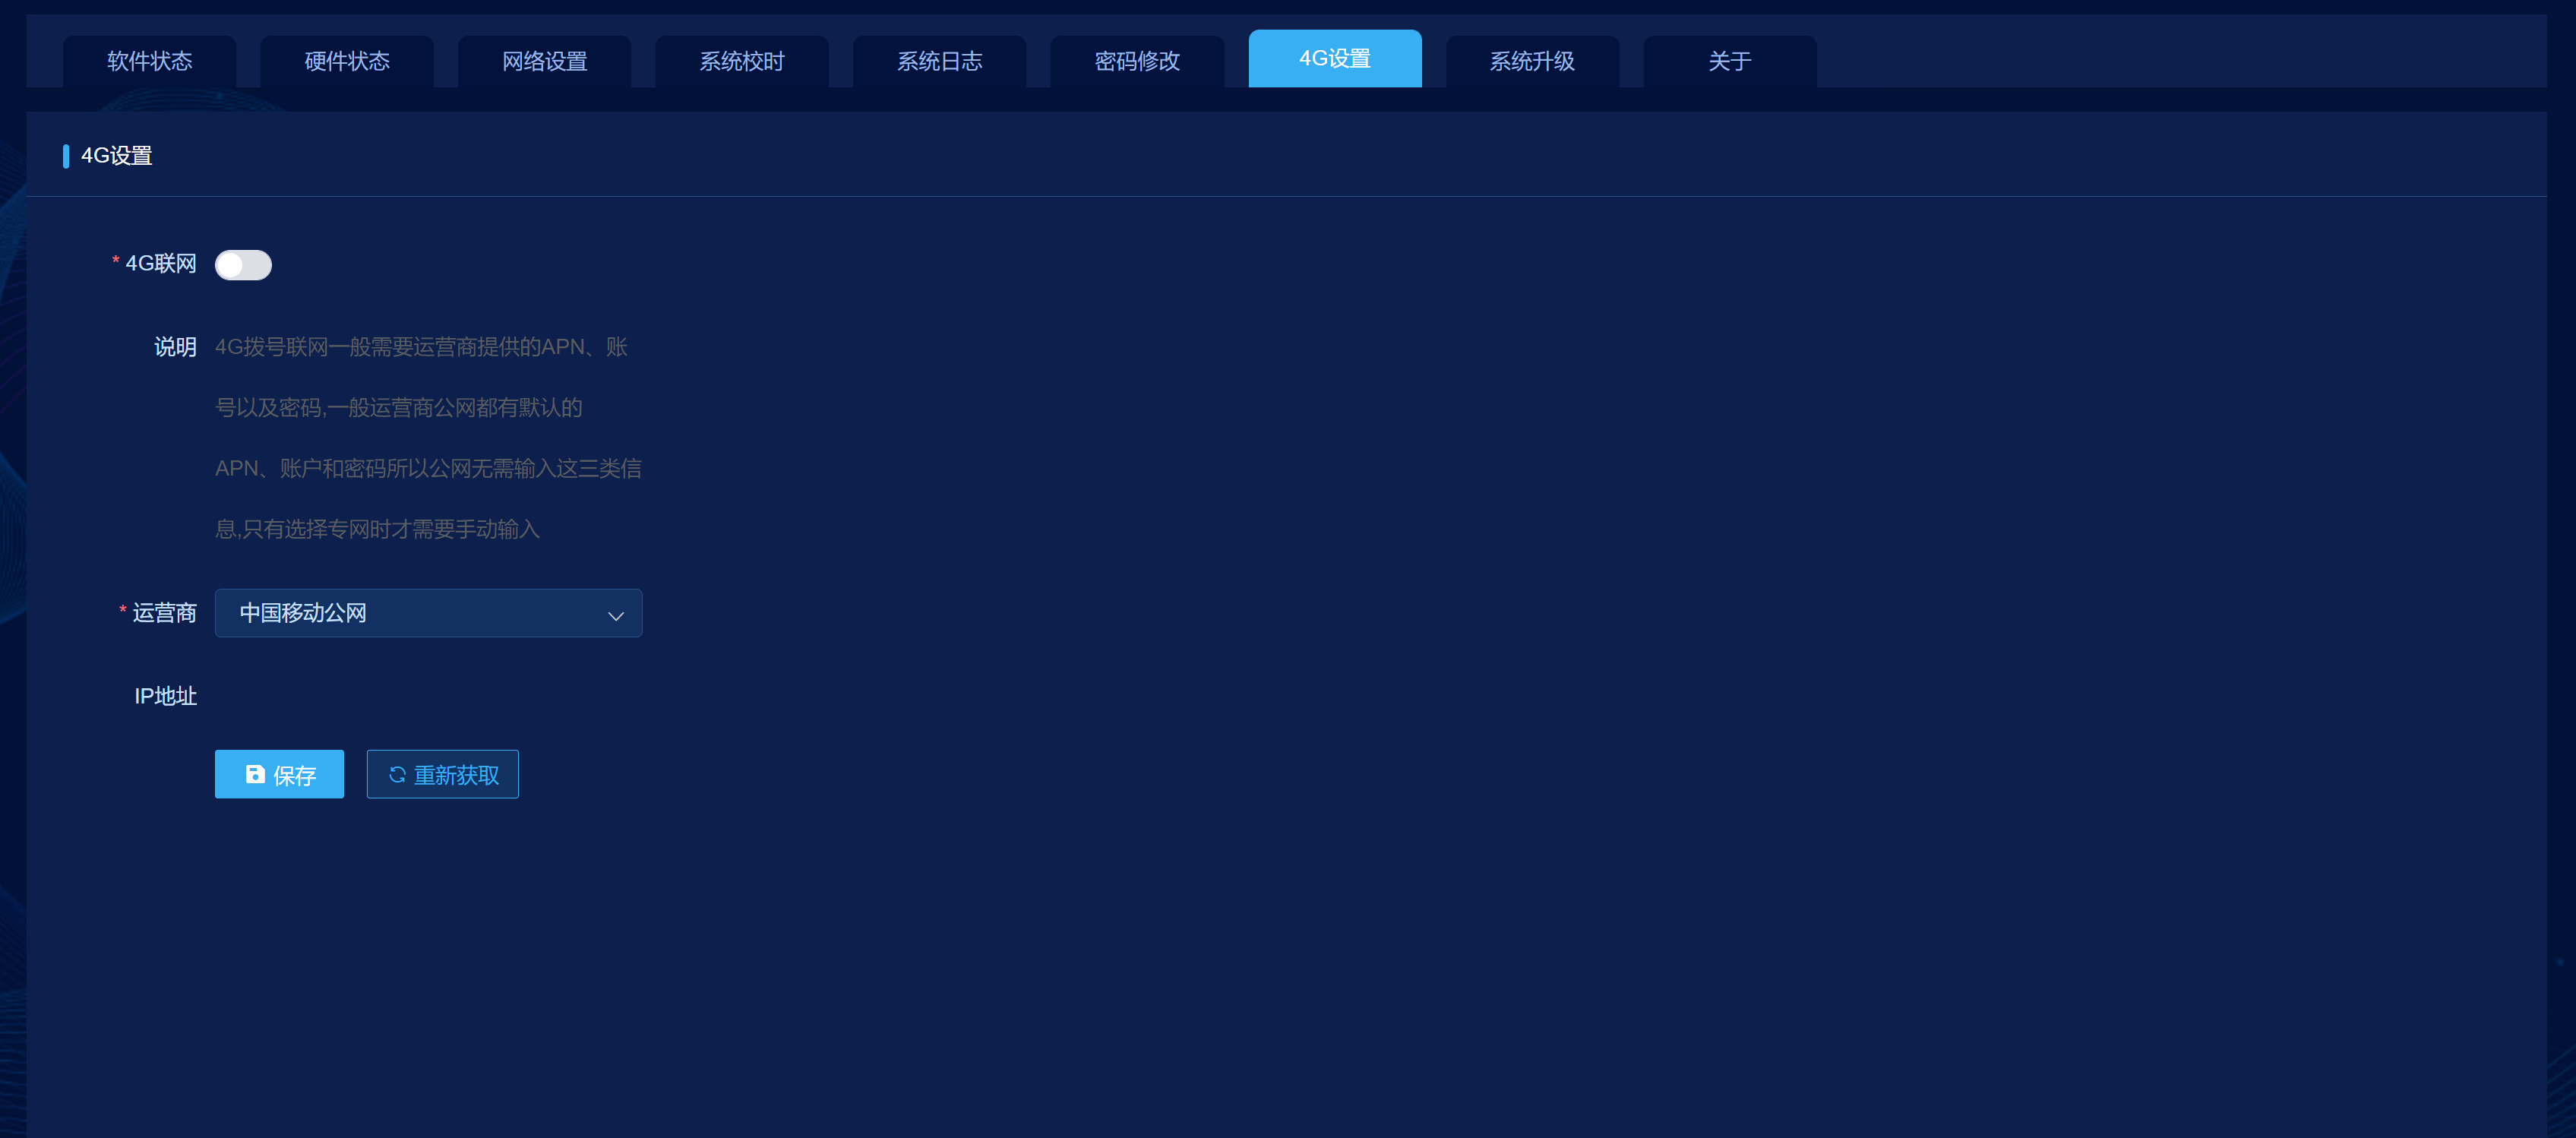 软件状态
硬件状态
网络设置
系统校时
系统日志
密码修改
4G设置
系统升级
关于
4G设置
* 4G联网
说明
4G拨号联网一般需要运营商提供的APN、账
号以及密码,一般运营商公网都有默认的
APN、账户和密码所以公网无需输入这三类信
息,只有选择专网时才需要手动输入
* 运营商
中国移动公网
IP地址
保存
重新获取